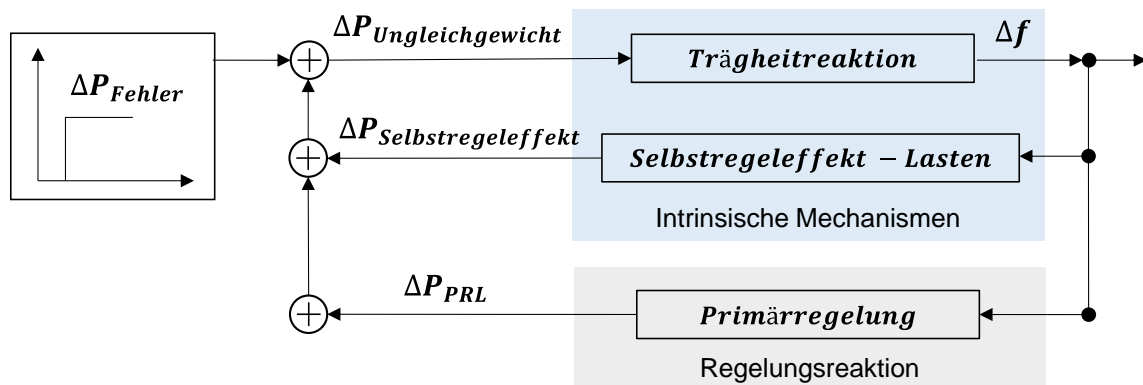 ΔP_Fehler
ΔP_Ungleichgewicht
Trägheitreaktion
Δf
ΔP_Selbstregeleffekt
Selbstregeleffekt – Lasten
Intrinsische Mechanismen
ΔP_PRL
Primärregelung
Regelungsreaktion